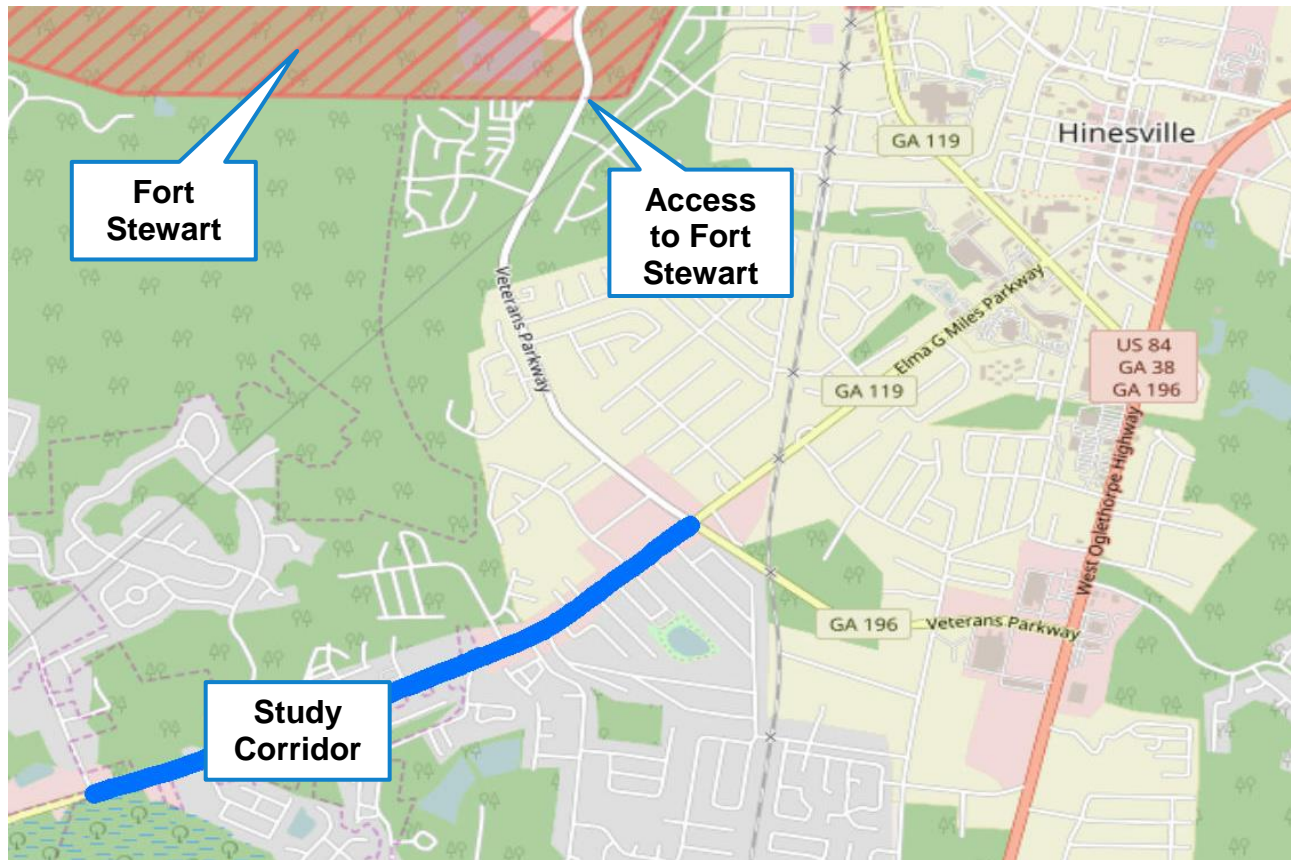 Hinesville
GA 119
Fort
Stewart
Access
to Fort
Stewart
Veterans Parkway
Elma G Miles Parkway
US 84
GA 38
GA 196
GA 119
West Oglethorpe Highway
GA 196
Veterans Parkway
Study
Corridor